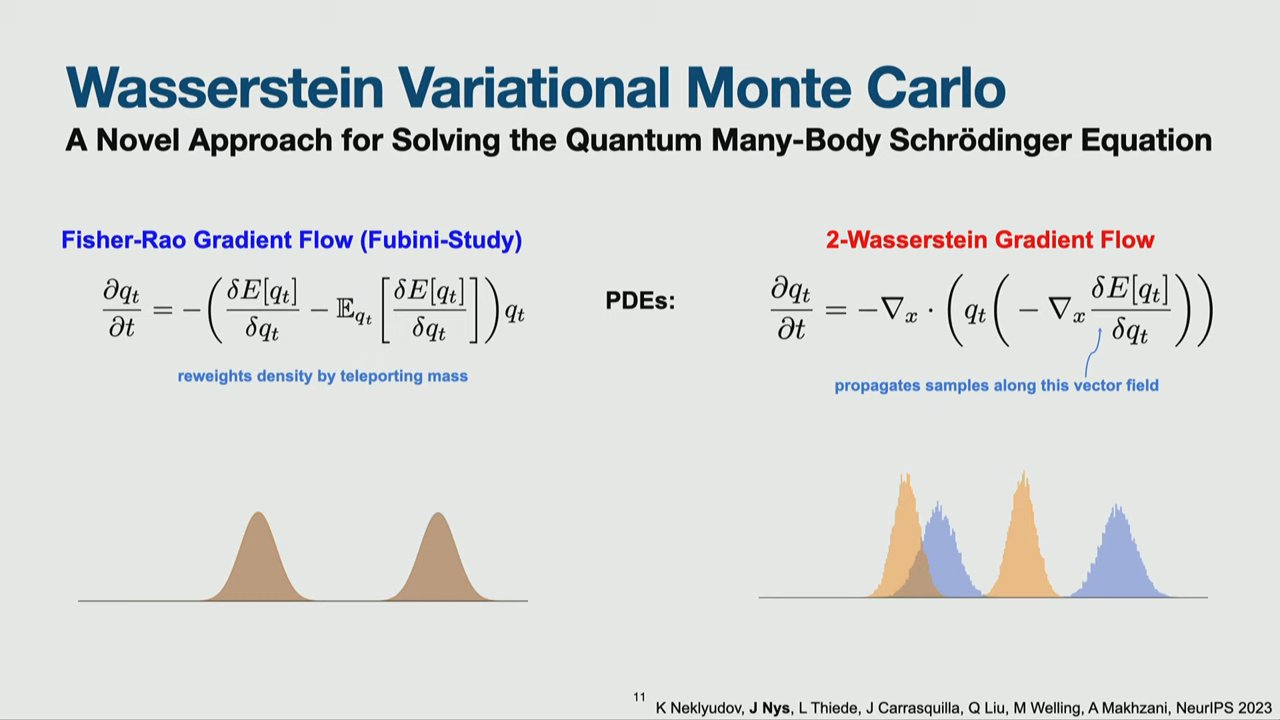 Wasserstein Variational Monte Carlo
A Novel Approach for Solving the Quantum Many-Body Schrödinger Equation
Fisher-Rao Gradient Flow (Fubini-Study)
∂q_t/∂t = −(δE[q_t]/δq_t − 𝔼_{q_t}[δE[q_t]/δq_t])q_t
reweights density by teleporting mass
PDEs:
2-Wasserstein Gradient Flow
∂q_t/∂t = −∇_x · (q_t(−∇_x δE[q_t]/δq_t))
propagates samples along this vector field
11
K Neklyudov, J Nys, L Thiede, J Carrasquilla, Q Liu, M Welling, A Makhzani, NeurIPS 2023